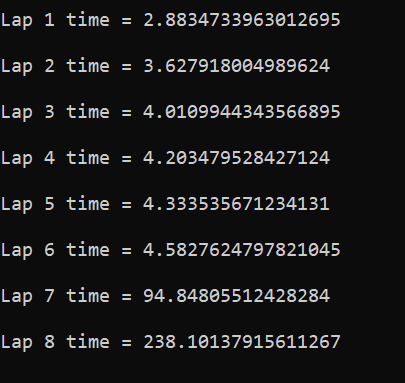 Lap 1 time = 2.8834733963012695
Lap 2 time = 3.627918004989624
Lap 3 time = 4.0109944343566895
Lap 4 time = 4.203479528427124
Lap 5 time = 4.333535671234131
Lap 6 time = 4.5827624797821045
Lap 7 time = 94.84805512428284
Lap 8 time = 238.10137915611267